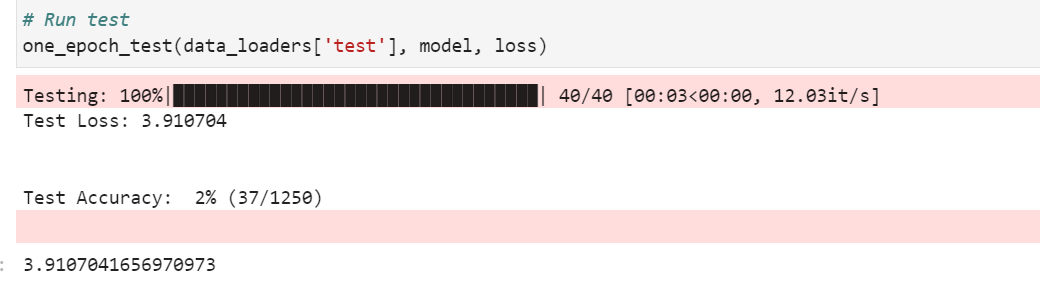 # Run test
one_epoch_test(data_loaders['test'], model, loss)
Testing: 100%|██████████████████████████████████| 40/40 [00:03<00:00, 12.03it/s]
Test Loss: 3.910704
Test Accuracy:  2% (37/1250)
: 3.9107041656970973